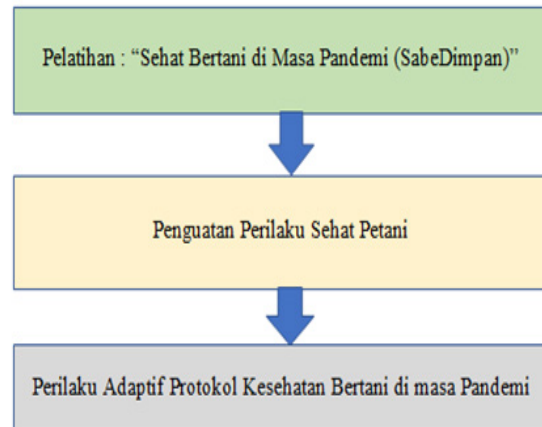 Pelatihan : “Sehat Bertani di Masa Pandemi (SabeDimpan)”
Penguatan Perilaku Sehat Petani
Perilaku Adaptif Protokol Kesehatan Bertani di masa Pandemi